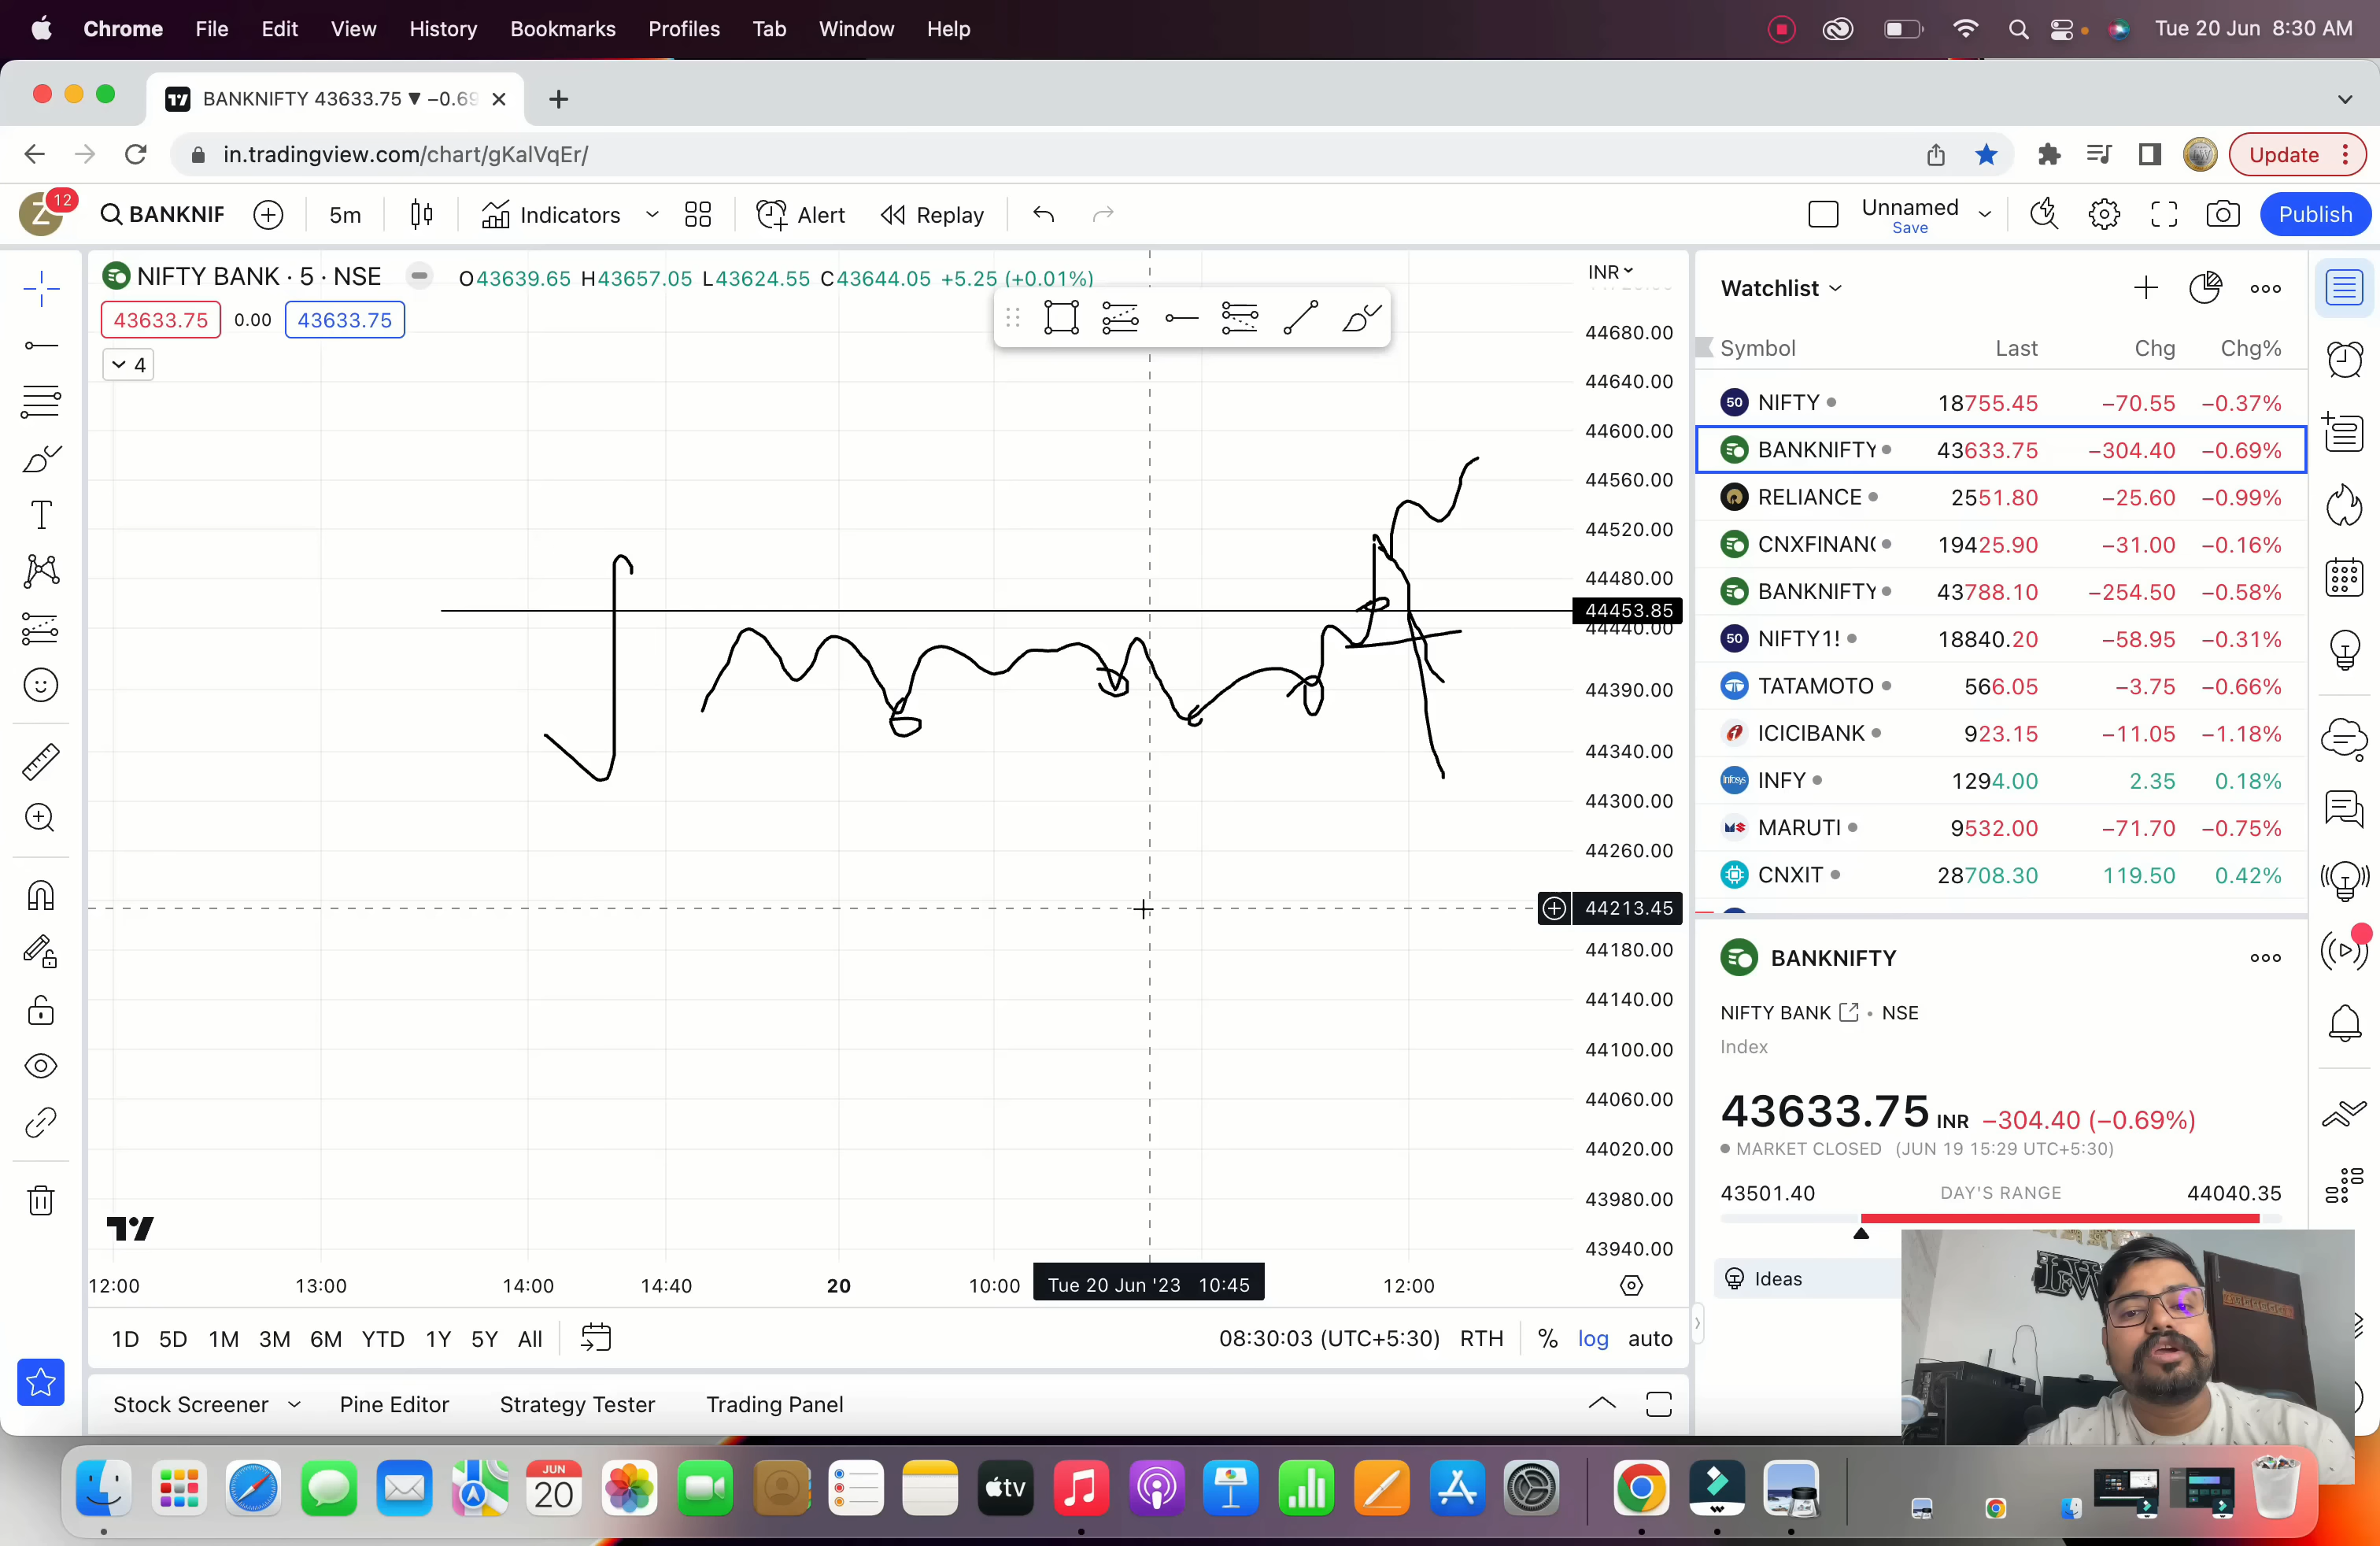 Chrome File Edit View History Bookmarks Profiles Tab Window Help Tue 20 Jun 8:30 AM
BANKNIFTY 43633.75 ▼ −0.69
in.tradingview.com/chart/gKalVqEr/ Update
Z 12 BANKNIF 5m Indicators Alert Replay Unnamed Save Publish
NIFTY BANK · 5 · NSE O43639.65 H43657.05 L43624.55 C43644.05 +5.25 (+0.01%) INR
43633.75 0.00 43633.75
4
44680.00
44640.00
44600.00
44560.00
44520.00
44480.00
44453.85
44440.00
44390.00
44340.00
44300.00
44260.00
44213.45
44180.00
44140.00
44100.00
44060.00
44020.00
43980.00
43940.00
12:00 13:00 14:00 14:40 20 10:00 Tue 20 Jun '23 10:45 12:00
1D 5D 1M 3M 6M YTD 1Y 5Y All 08:30:03 (UTC+5:30) RTH % log auto
Stock Screener Pine Editor Strategy Tester Trading Panel
Watchlist
Symbol Last Chg Chg%
50 NIFTY 18755.45 −70.55 −0.37%
BANKNIFTY 43633.75 −304.40 −0.69%
RELIANCE 2551.80 −25.60 −0.99%
CNXFINANC 19425.90 −31.00 −0.16%
BANKNIFTY 43788.10 −254.50 −0.58%
50 NIFTY1! 18840.20 −58.95 −0.31%
TATAMOTO 566.05 −3.75 −0.66%
ICICIBANK 923.15 −11.05 −1.18%
Infosys INFY 1294.00 2.35 0.18%
MARUTI 9532.00 −71.70 −0.75%
CNXIT 28708.30 119.50 0.42%
BANKNIFTY
NIFTY BANK • NSE
Index
43633.75 INR −304.40 (−0.69%)
MARKET CLOSED (JUN 19 15:29 UTC+5:30)
43501.40 DAY'S RANGE 44040.35
Ideas
JUN
20
tv